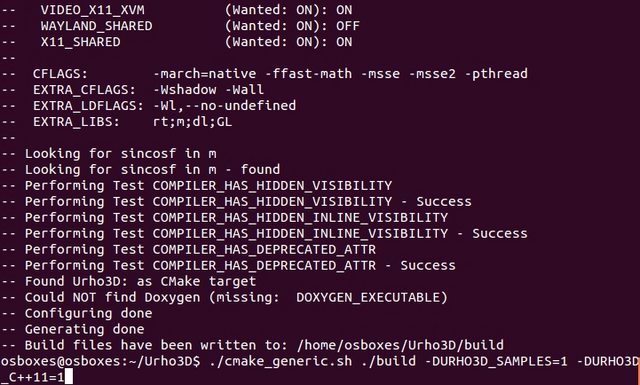 --   VIDEO_X11_XVM          (Wanted: ON): ON
--   WAYLAND_SHARED         (Wanted: ON): OFF
--   X11_SHARED             (Wanted: ON): ON
--
--  CFLAGS:        -march=native -ffast-math -msse -msse2 -pthread
--  EXTRA_CFLAGS:  -Wshadow -Wall
--  EXTRA_LDFLAGS: -Wl,--no-undefined
--  EXTRA_LIBS:    rt;m;dl;GL
--
-- Looking for sincosf in m
-- Looking for sincosf in m - found
-- Performing Test COMPILER_HAS_HIDDEN_VISIBILITY
-- Performing Test COMPILER_HAS_HIDDEN_VISIBILITY - Success
-- Performing Test COMPILER_HAS_HIDDEN_INLINE_VISIBILITY
-- Performing Test COMPILER_HAS_HIDDEN_INLINE_VISIBILITY - Success
-- Performing Test COMPILER_HAS_DEPRECATED_ATTR
-- Performing Test COMPILER_HAS_DEPRECATED_ATTR - Success
-- Found Urho3D: as CMake target
-- Could NOT find Doxygen (missing:  DOXYGEN_EXECUTABLE)
-- Configuring done
-- Generating done
-- Build files have been written to: /home/osboxes/Urho3D/build
osboxes@osboxes:~/Urho3D$ ./cmake_generic.sh ./build -DURHO3D_SAMPLES=1 -DURHO3D
_C++11=1